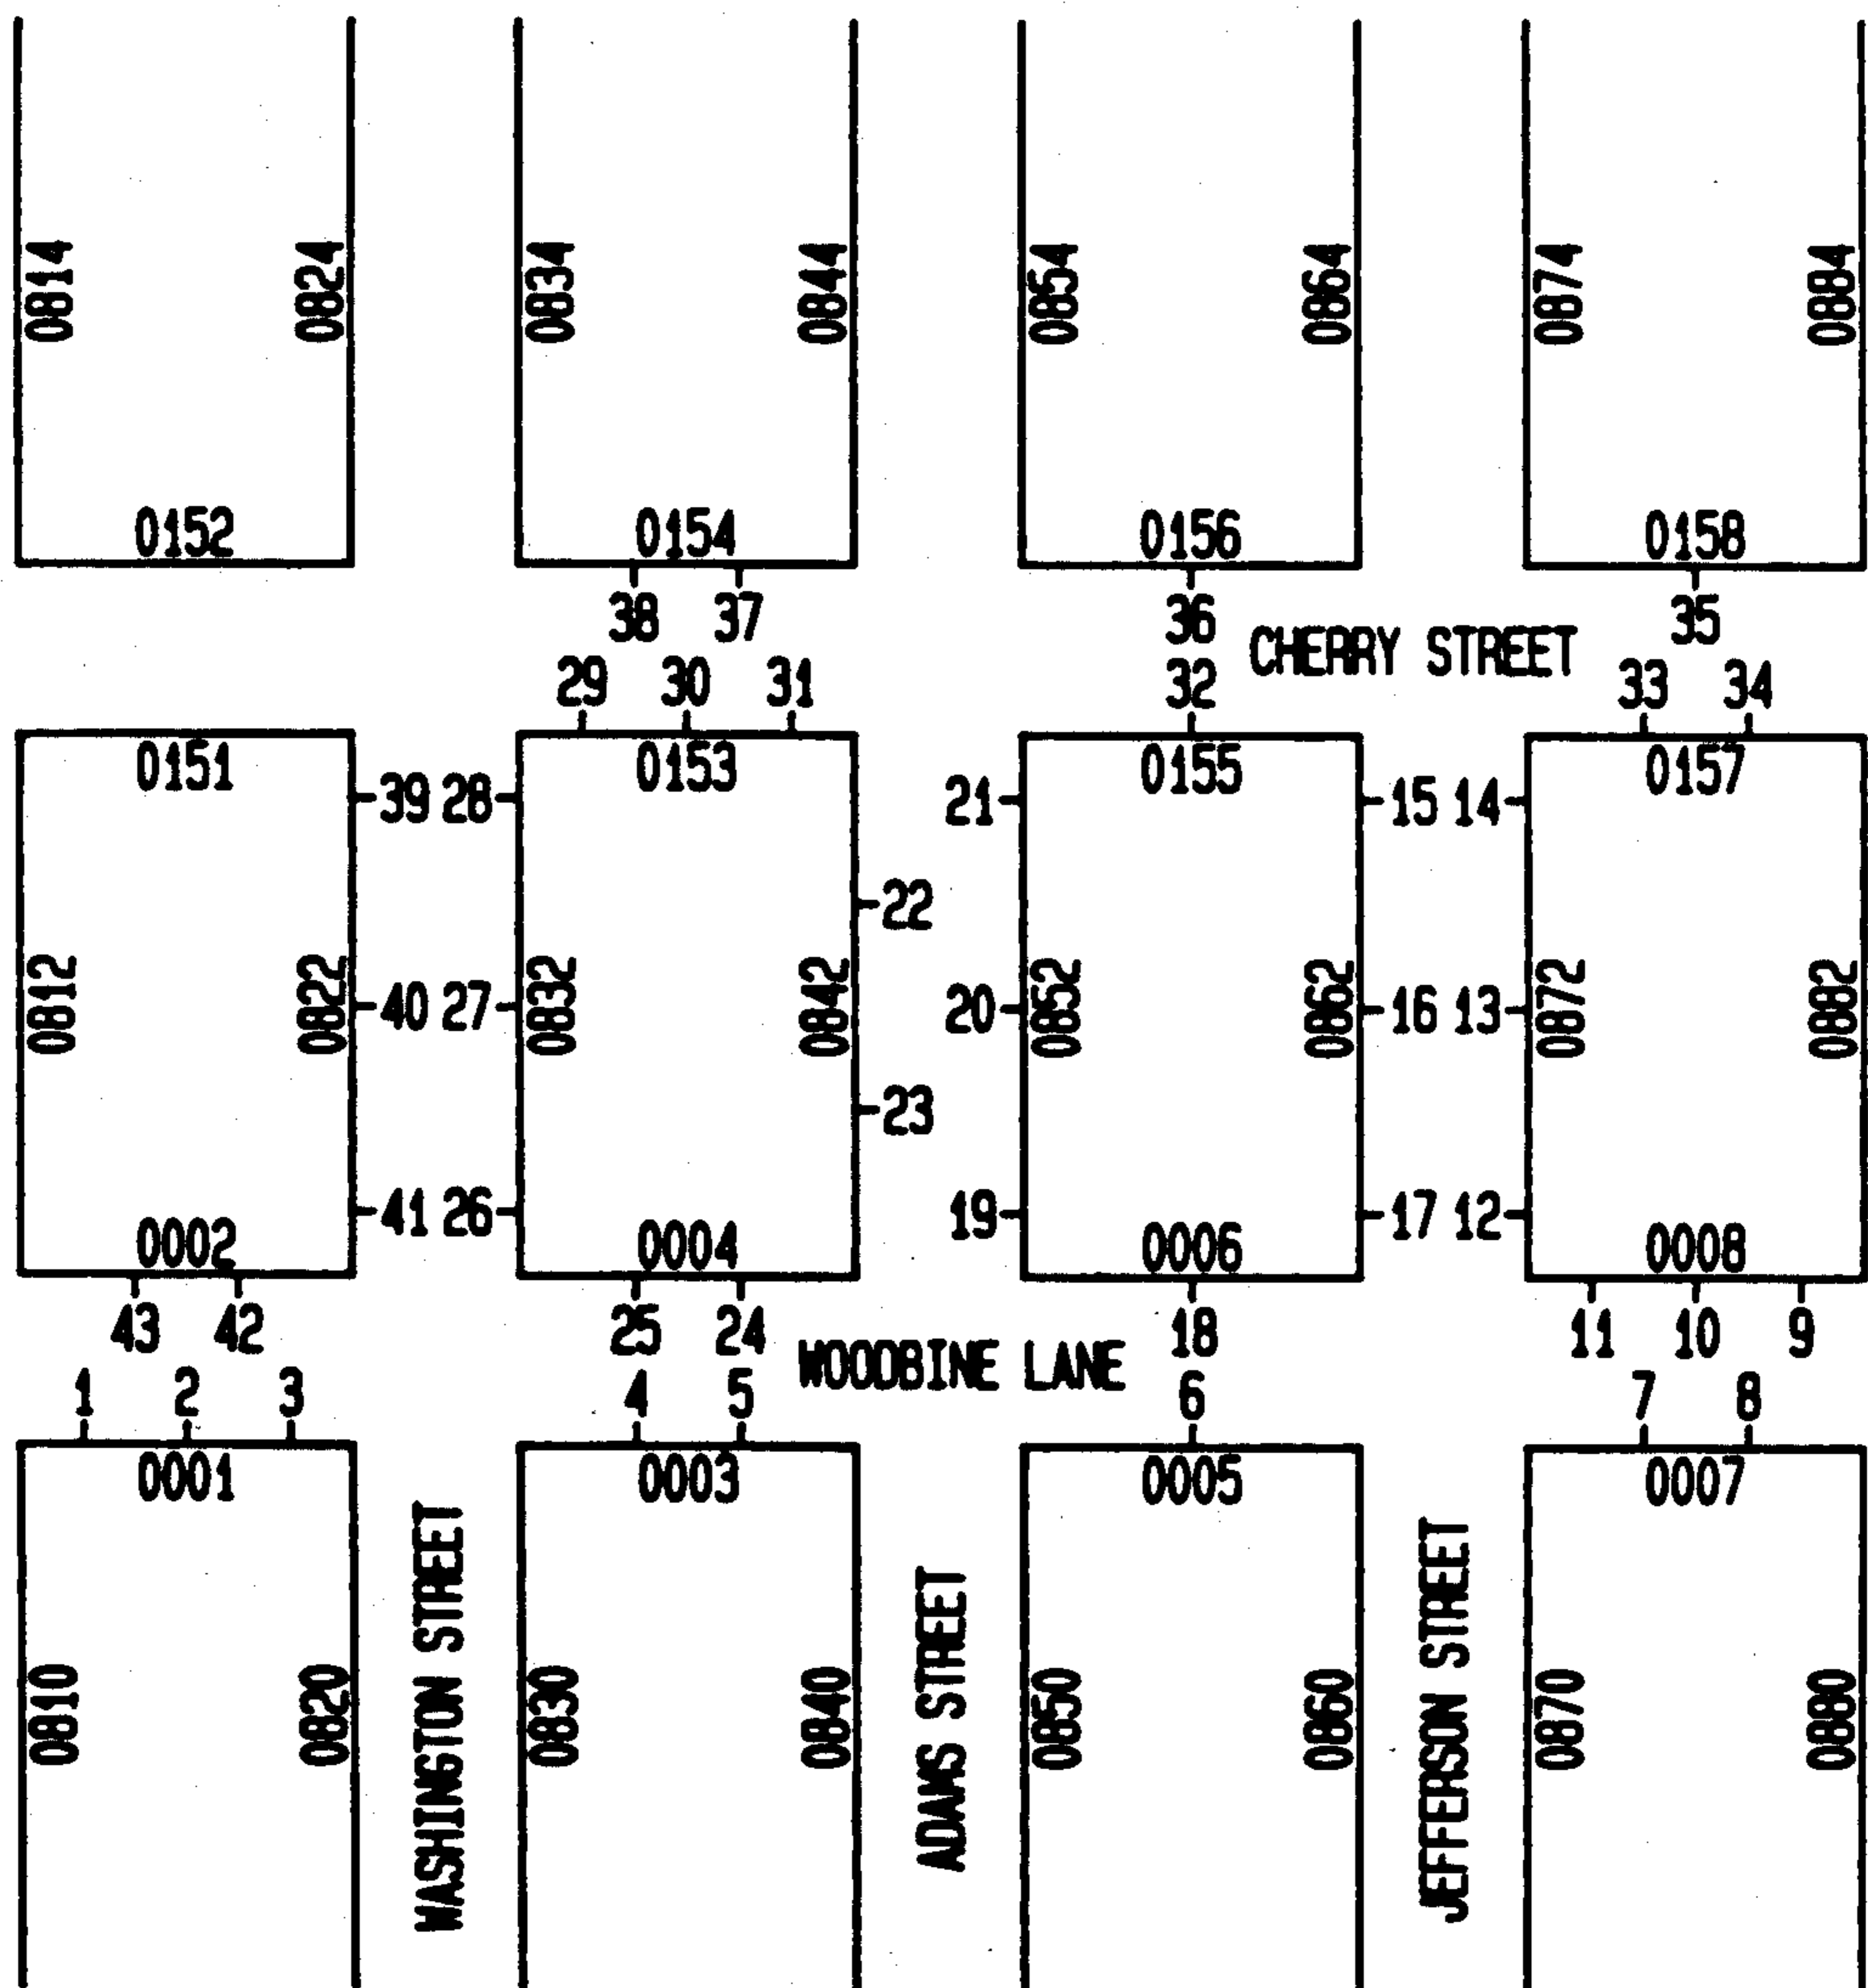 0814 0824 0834 0844 0854 0864 0874 0884
0152 0154 0156 0158
38 37 36 35
CHERRY STREET
29 30 31 32 33 34
0151 0153 0155 0157
39 28 21 15 14
22
0812 0822 40 27 0832 0842 20 0852 0862 16 13 0872 0882
23
41 26 19 17 12
0002 0004 0006 0008
43 42 25 24 18 11 10 9
WOODBINE LANE
1 2 3 4 5 6 7 8
0001 0003 0005 0007
0810 0820 0830 0840 0850 0860 0870 0880
WASHINGTON STREET
ADAMS STREET
JEFFERSON STREET